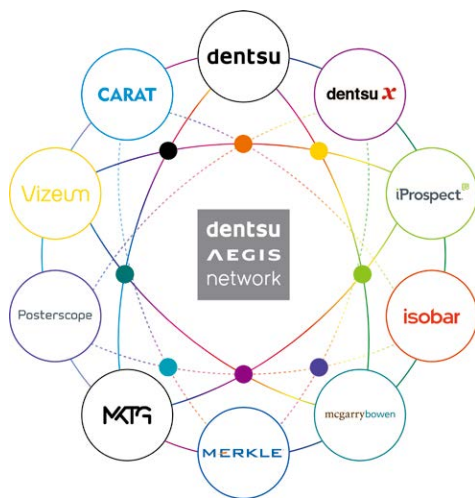 dentsu
CARAT
dentsu X
Vizeum
iProspect
dentsu
AEGIS
network
Posterscope
isobar
MKTG
mcgarrybowen
MERKLE